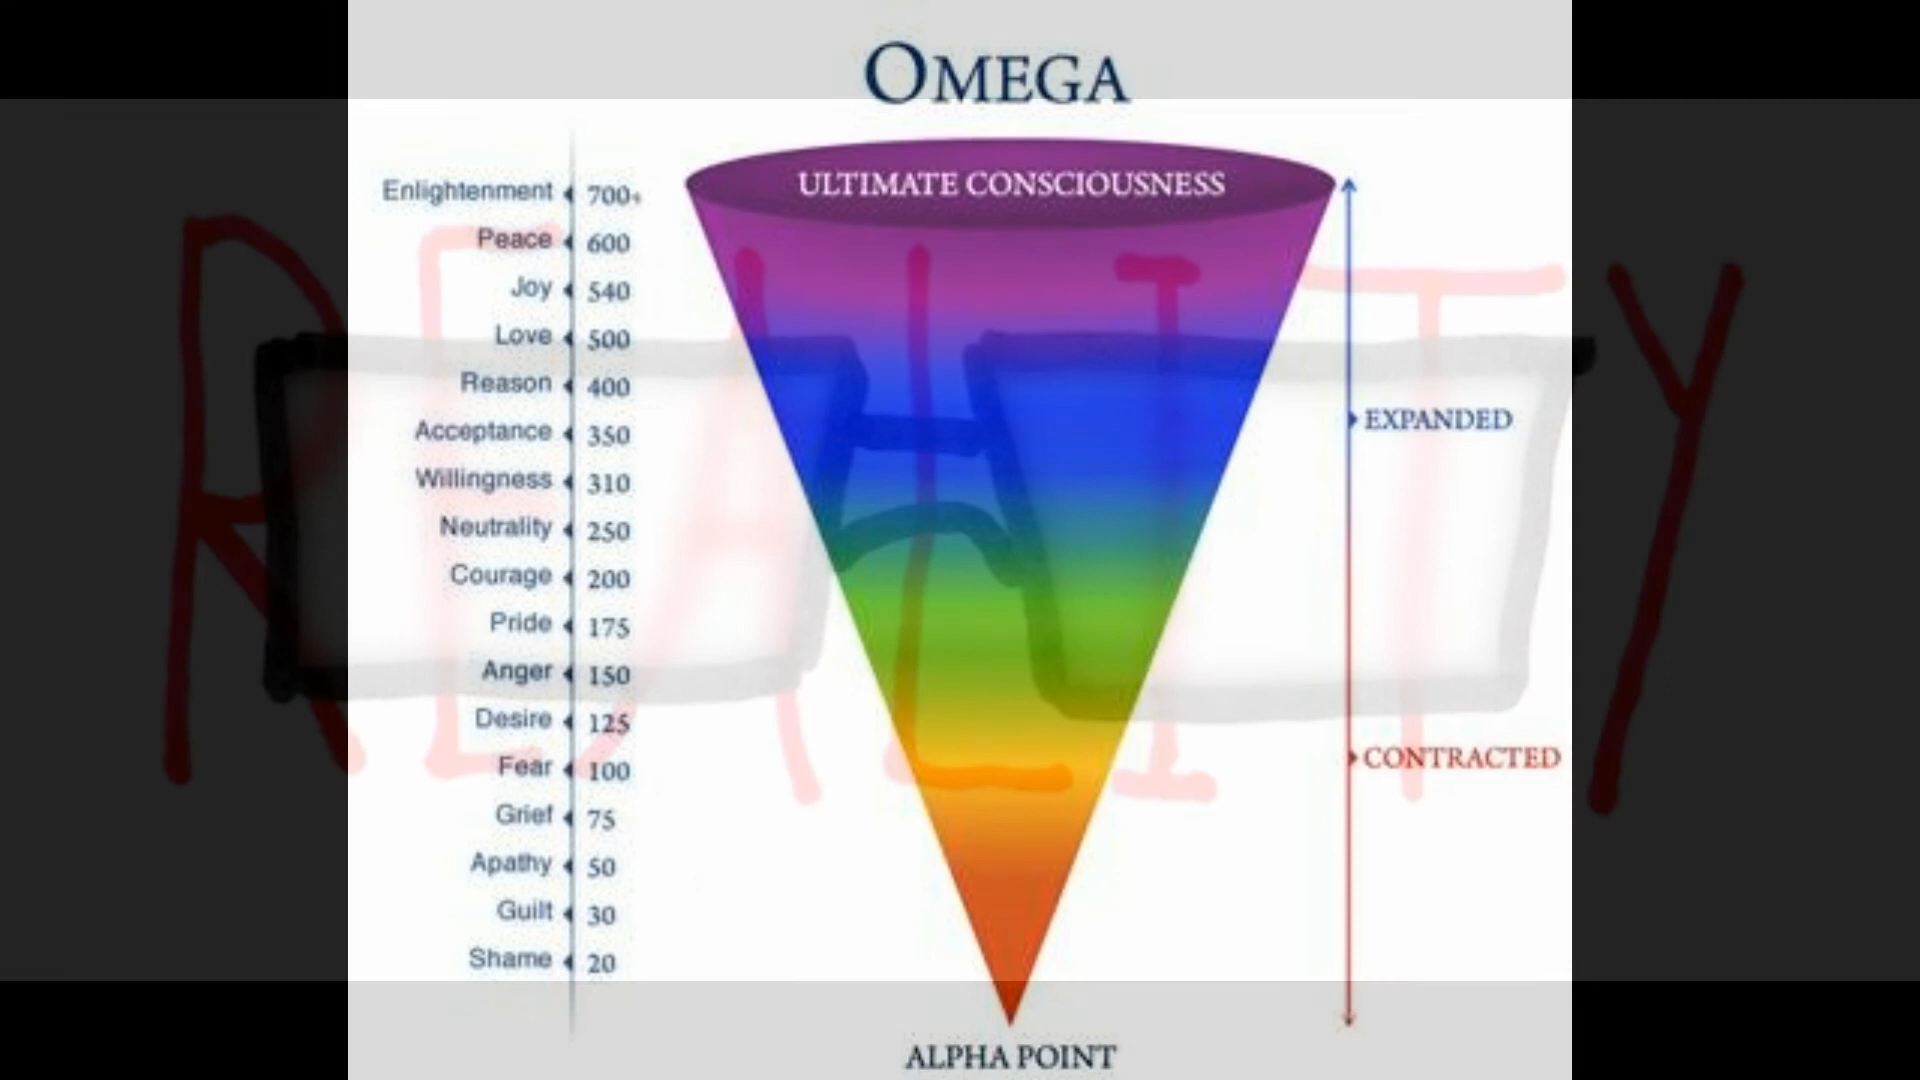 OMEGA
ULTIMATE CONSCIOUSNESS
Enlightenment 700+
Peace 600
Joy 540
Love 500
Reason 400
Acceptance 350
Willingness 310
Neutrality 250
Courage 200
Pride 175
Anger 150
Desire 125
Fear 100
Grief 75
Apathy 50
Guilt 30
Shame 20
EXPANDED
CONTRACTED
ALPHA POINT
REALITY